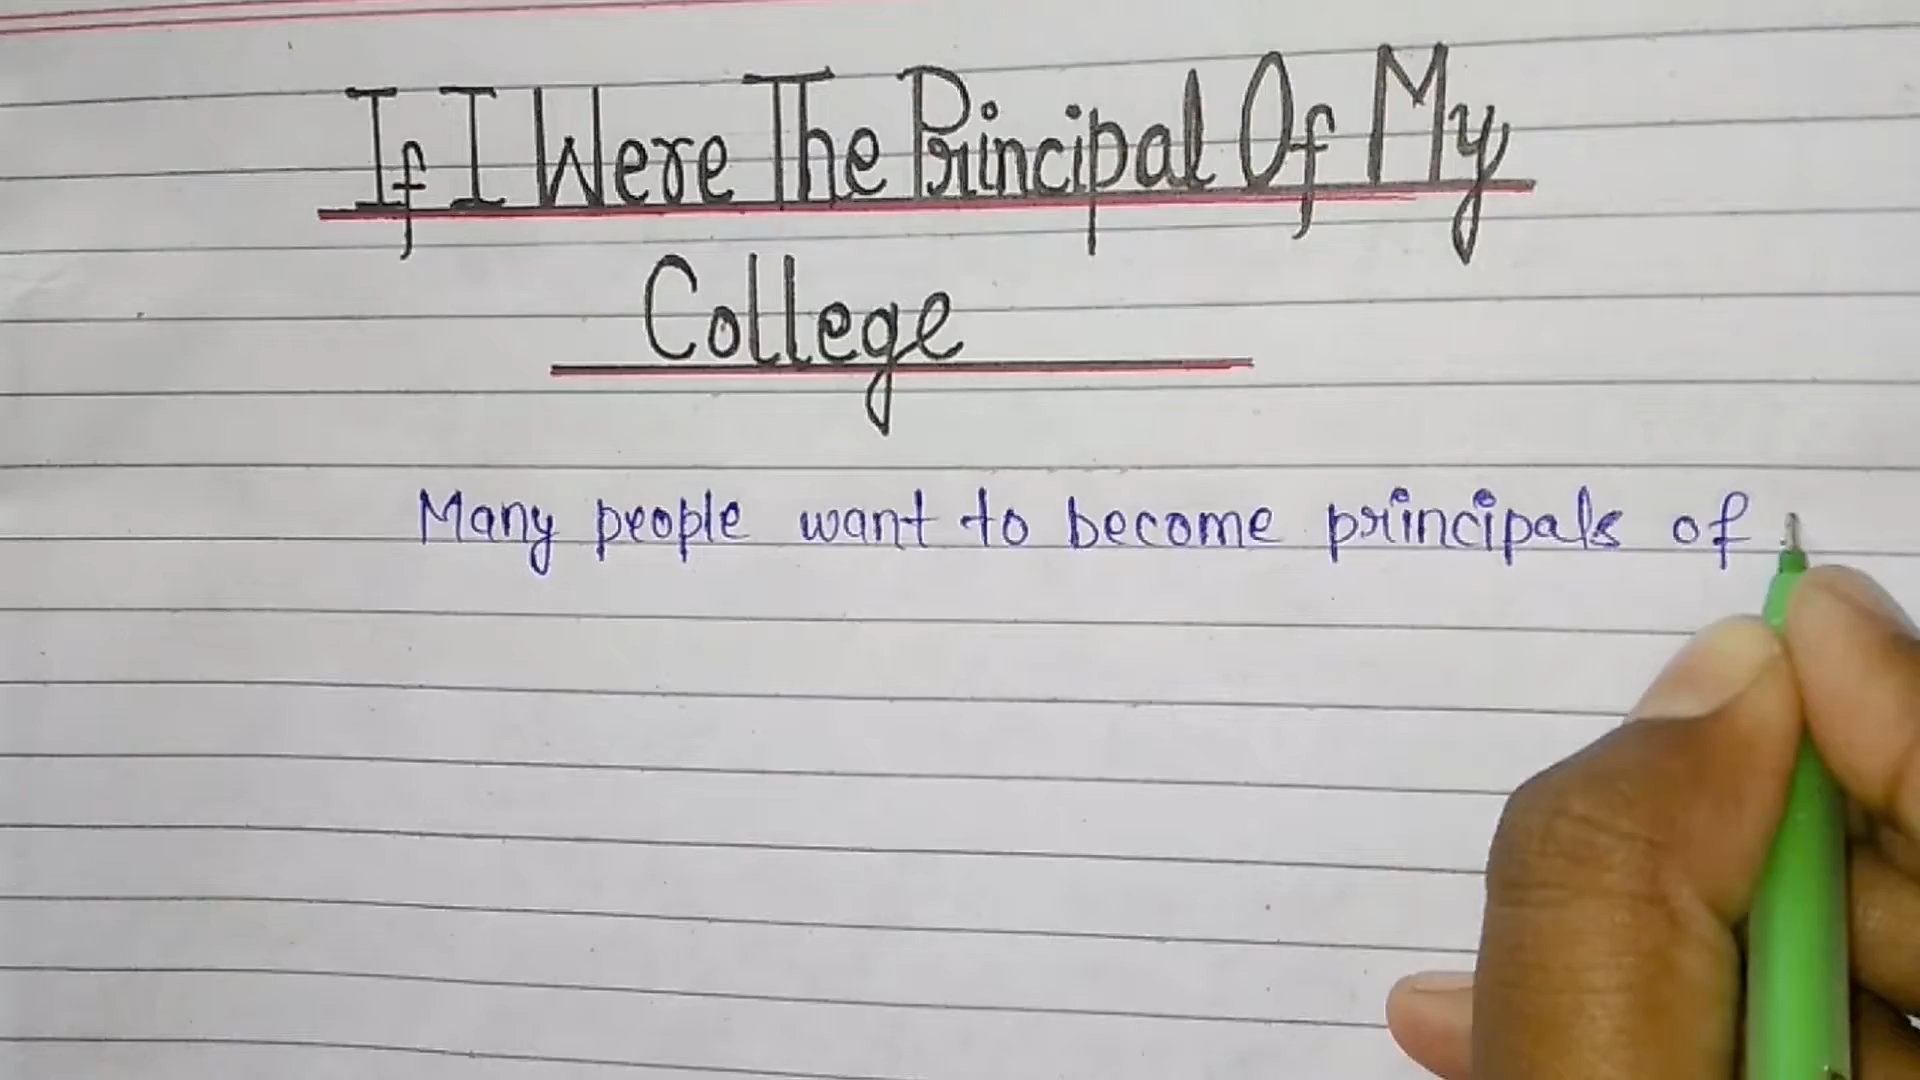 If I Were The Principal Of My
College
Many people want to become principals of